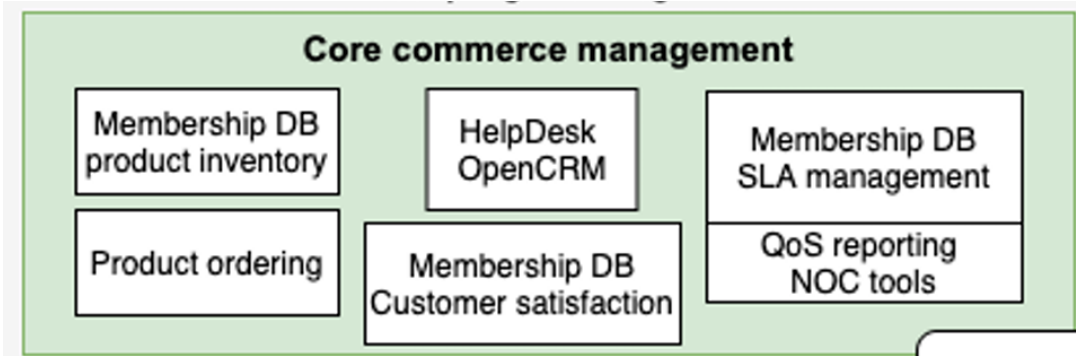 Core commerce management
Membership DB
product inventory
Product ordering
HelpDesk
OpenCRM
Membership DB
Customer satisfaction
Membership DB
SLA management
QoS reporting
NOC tools